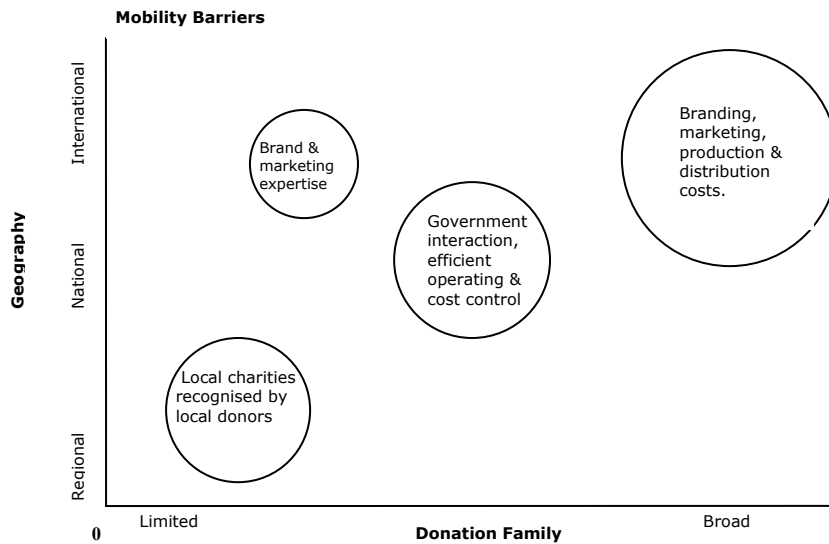 Mobility Barriers
International
National
Regional
Geography
Brand &
marketing
expertise
Branding,
marketing,
production &
distribution
costs.
Government
interaction,
efficient
operating &
cost control
Local charities
recognised by
local donors
0
Limited
Donation Family
Broad